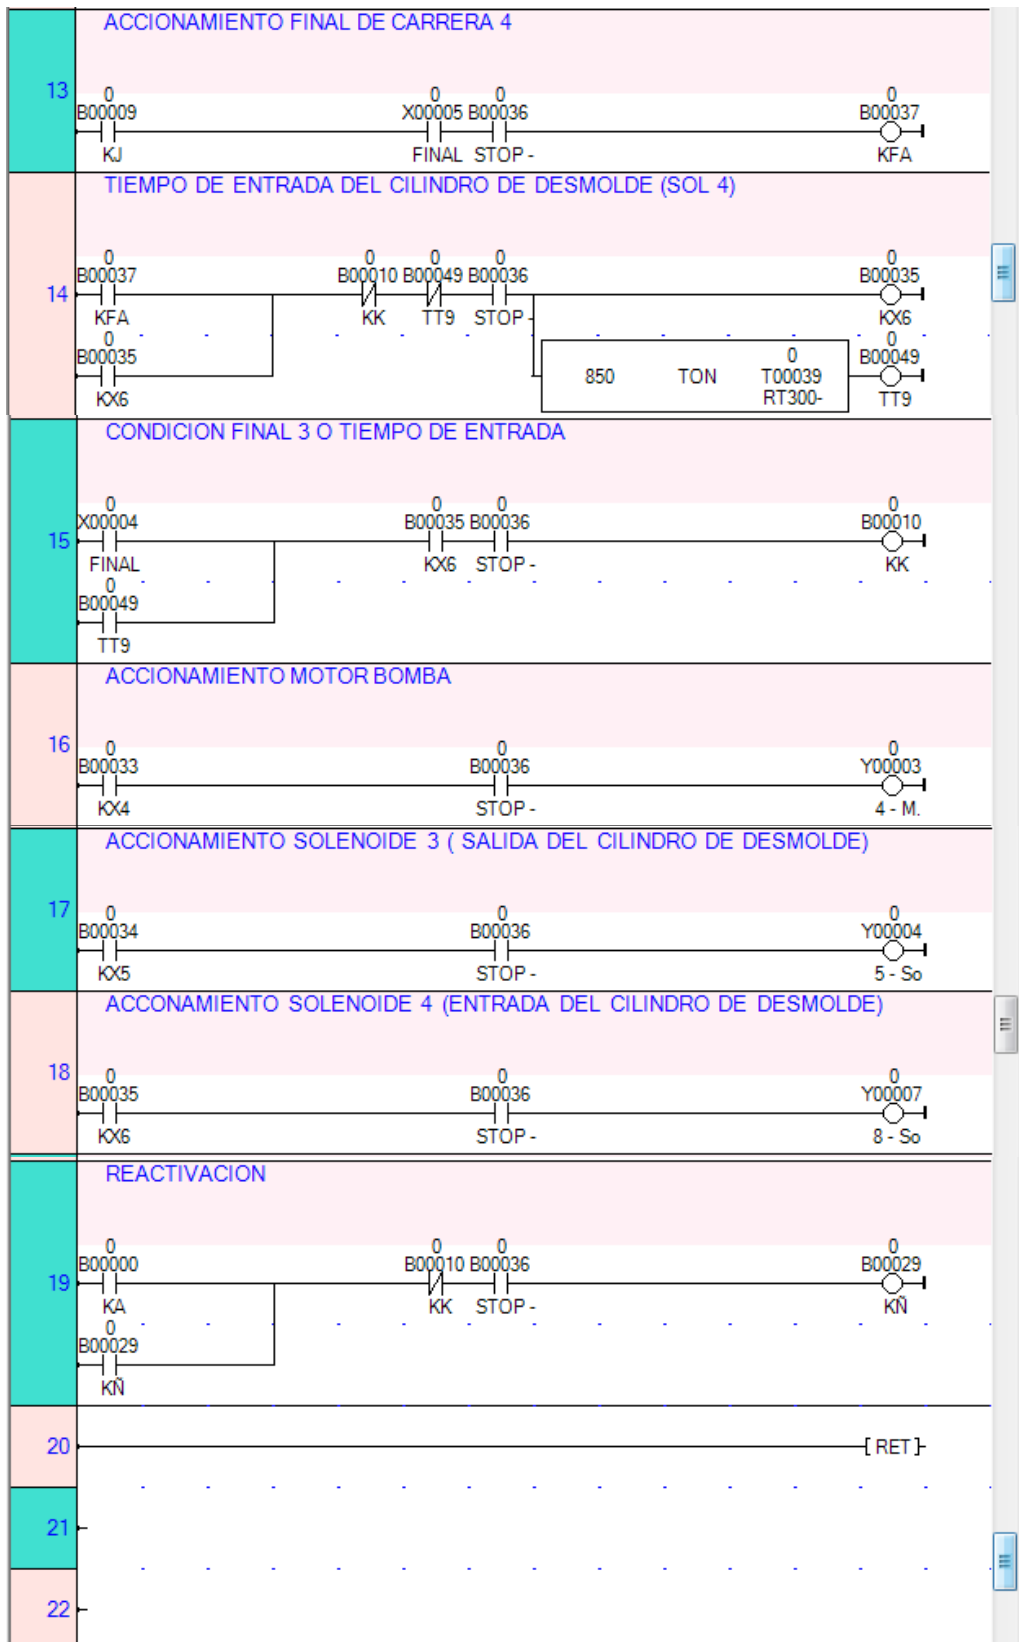 ACCIONAMIENTO FINAL DE CARRERA 4
13
0 0 0 0
B00009 X00005 B00036 B00037
KJ FINAL STOP - KFA
TIEMPO DE ENTRADA DEL CILINDRO DE DESMOLDE (SOL 4)
0 0 0 0 0
B00037 B00010 B00049 B00036 B00035
14
KFA KK TT9 STOP - KX6
0 0 0
B00035 850 TON T00039 B00049
KX6 RT300- TT9
CONDICION FINAL 3 O TIEMPO DE ENTRADA
0 0 0 0
X00004 B00035 B00036 B00010
15
FINAL KX6 STOP - KK
0
B00049
TT9
ACCIONAMIENTO MOTOR BOMBA
16
0 0 0
B00033 B00036 Y00003
KX4 STOP - 4 - M.
ACCIONAMIENTO SOLENOIDE 3 ( SALIDA DEL CILINDRO DE DESMOLDE)
17
0 0 0
B00034 B00036 Y00004
KX5 STOP - 5 - So
ACCONAMIENTO SOLENOIDE 4 (ENTRADA DEL CILINDRO DE DESMOLDE)
18
0 0 0
B00035 B00036 Y00007
KX6 STOP - 8 - So
REACTIVACION
0 0 0 0
B00000 B00010 B00036 B00029
19
KA KK STOP - KÑ
0
B00029
KÑ
20 [ RET ]
21
22